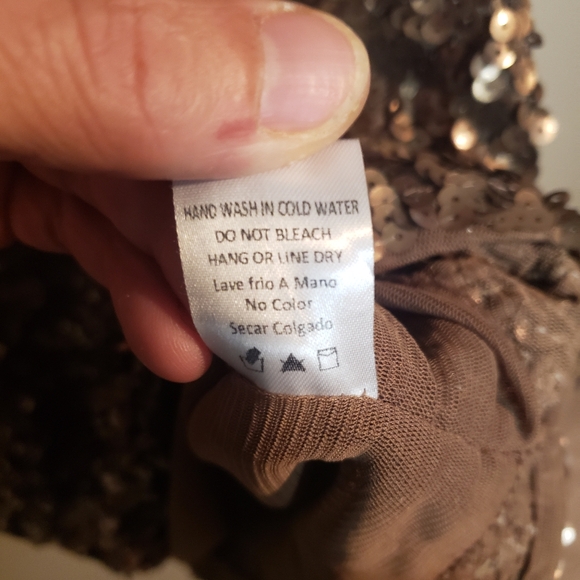 HAND WASH IN COLD WATER
DO NOT BLEACH
HANG OR LINE DRY
Lave frio A Mano
No Color
Secar Colgado